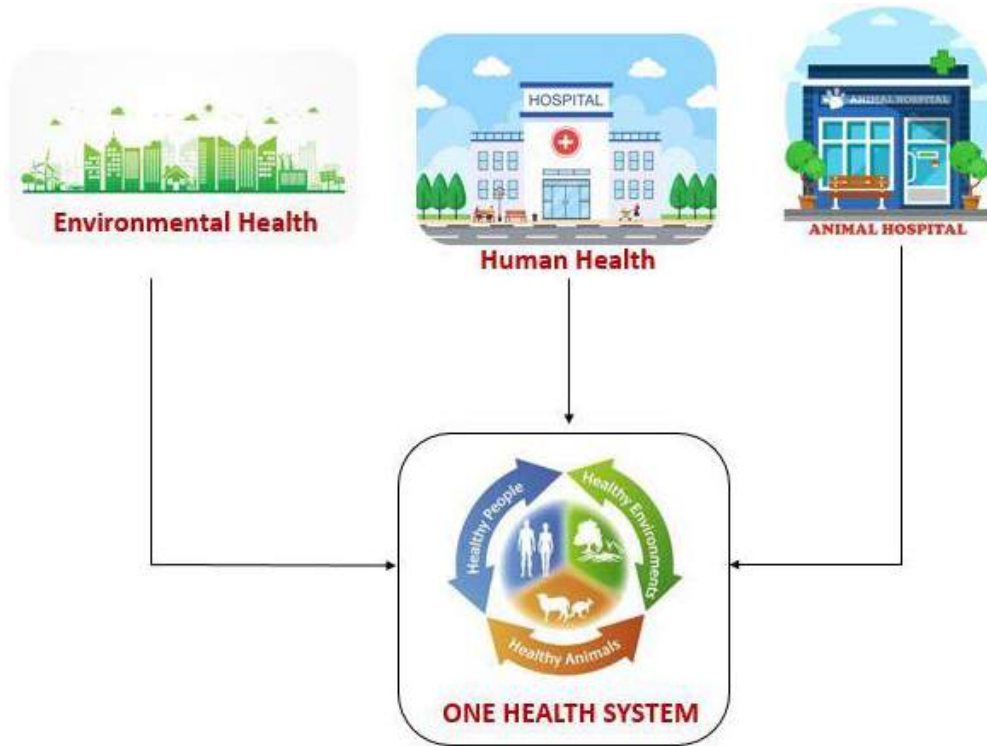 Environmental Health
HOSPITAL
Human Health
ANIMAL HOSPITAL
ANIMAL HOSPITAL
Healthy People
Healthy Environments
Healthy Animals
ONE HEALTH SYSTEM